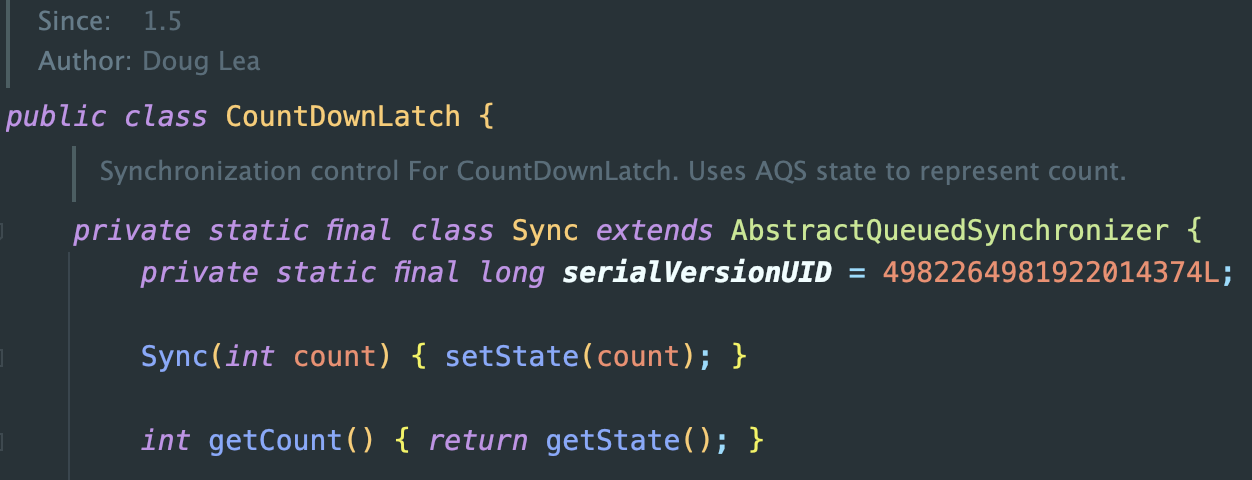 Since: 1.5
Author: Doug Lea
public class CountDownLatch {
Synchronization control For CountDownLatch. Uses AQS state to represent count.
private static final class Sync extends AbstractQueuedSynchronizer {
private static final long serialVersionUID = 4982264981922014374L;
Sync(int count) { setState(count); }
int getCount() { return getState(); }